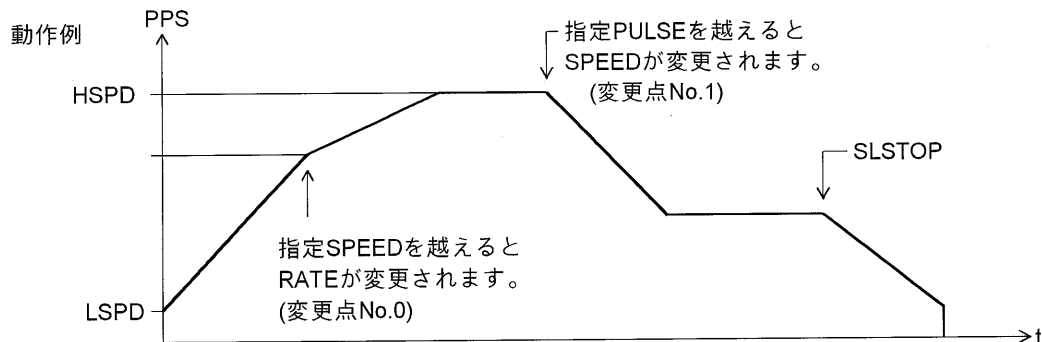 動作例
PPS
指定PULSEを越えると
SPEEDが変更されます。
(変更点No.1)
HSPD
SLSTOP
指定SPEEDを越えると
RATEが変更されます。
(変更点No.0)
LSPD
t